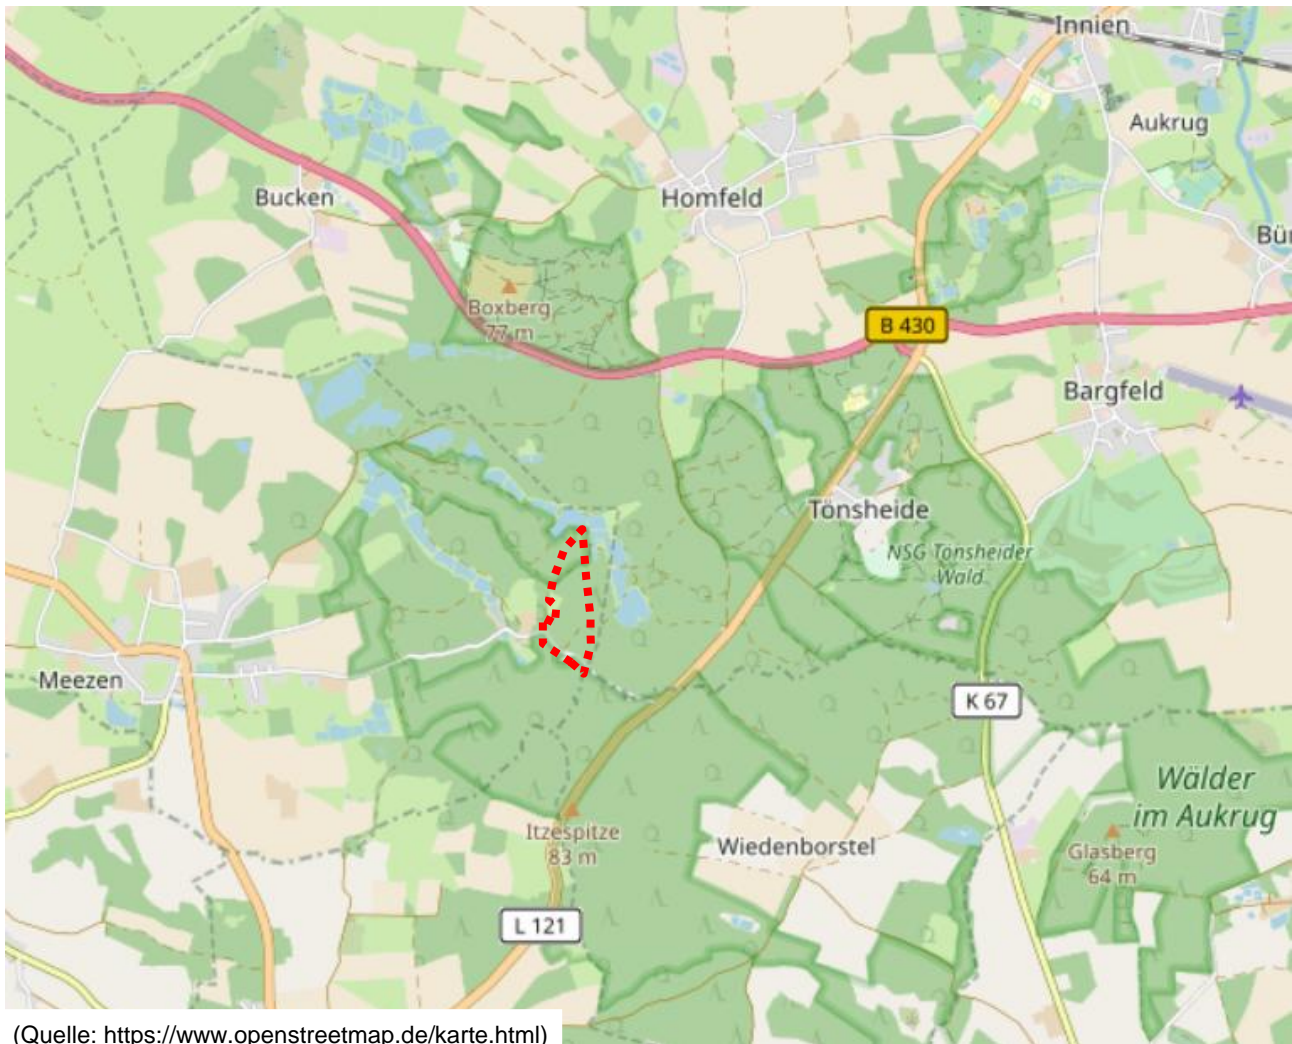 Innien
Aukrug
Bucken
Homfeld
Bür
Boxberg
77 m
B 430
Bargfeld
Tönsheide
NSG Tönsheider
Wald
Meezen
K 67
Wälder
im Aukrug
Itzespitze
83 m
Wiedenborstel
Glasberg
64 m
L 121
(Quelle: https://www.openstreetmap.de/karte.html)